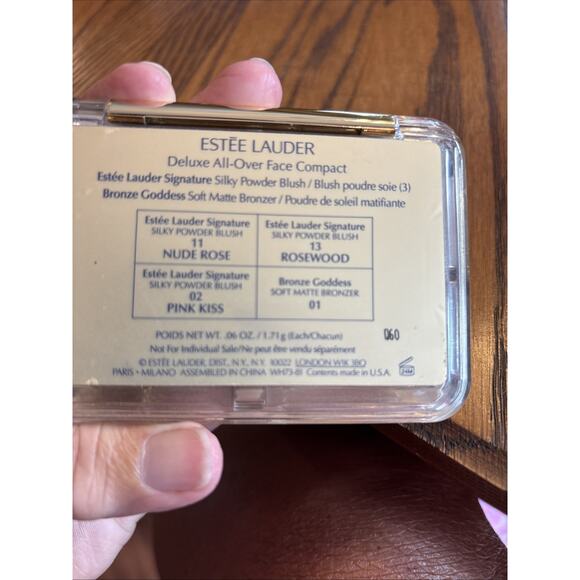 ESTĒE LAUDER
Deluxe All-Over Face Compact
Estée Lauder Signature Silky Powder Blush / Blush poudre soie (3)
Bronze Goddess Soft Matte Bronzer / Poudre de soleil matifiante
Estée Lauder Signature
SILKY POWDER BLUSH
11
NUDE ROSE
Estée Lauder Signature
SILKY POWDER BLUSH
13
ROSEWOOD
Estée Lauder Signature
SILKY POWDER BLUSH
02
PINK KISS
Bronze Goddess
SOFT MATTE BRONZER
01
POIDS NET WT. .06 OZ. / 1.71 g (Each/Chacun)
Not For Individual Sale/Ne peut être vendu séparément
© ESTĒE LAUDER, DIST., N.Y., N.Y. 10022 LONDON W1K 3BQ
PARIS • MILANO ASSEMBLED IN CHINA WH73-81 Contents made in U.S.A.
060
24M